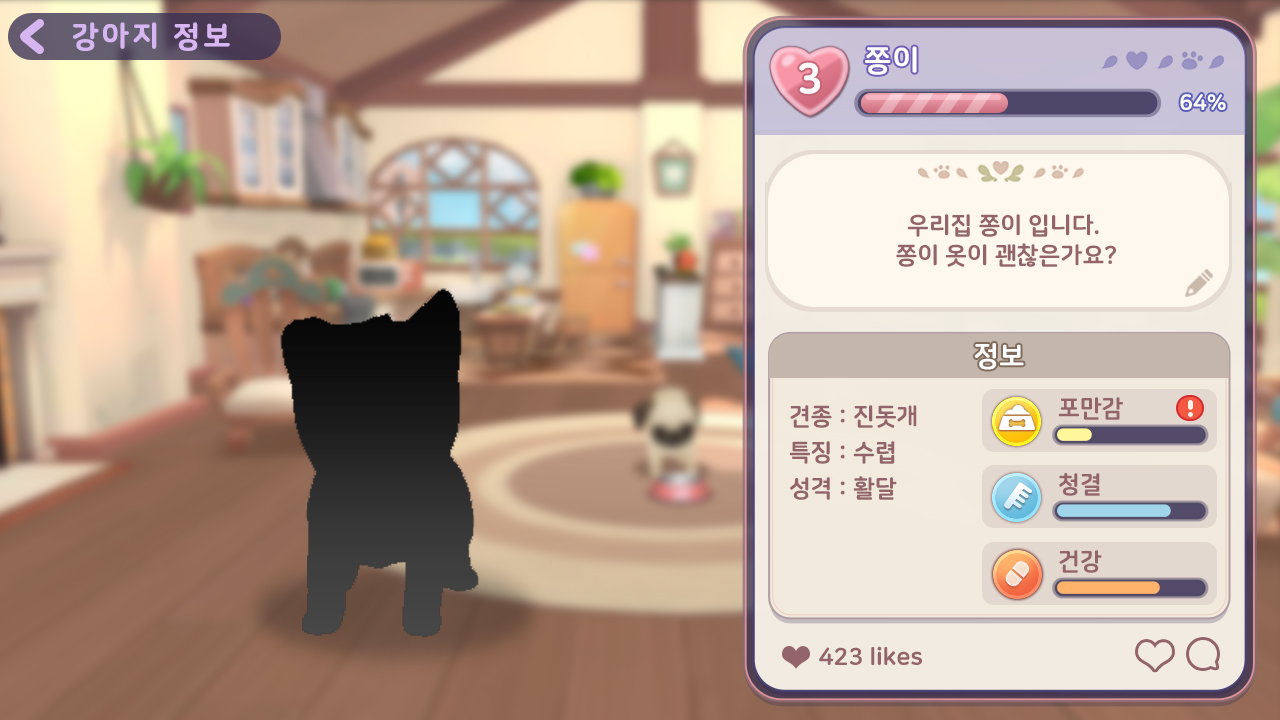 강아지 정보
3
쫑이
64%
우리집 쫑이 입니다.
쫑이 옷이 괜찮은가요?
정보
견종 : 진돗개
특징 : 수렵
성격 : 활달
포만감
!
청결
건강
423 likes